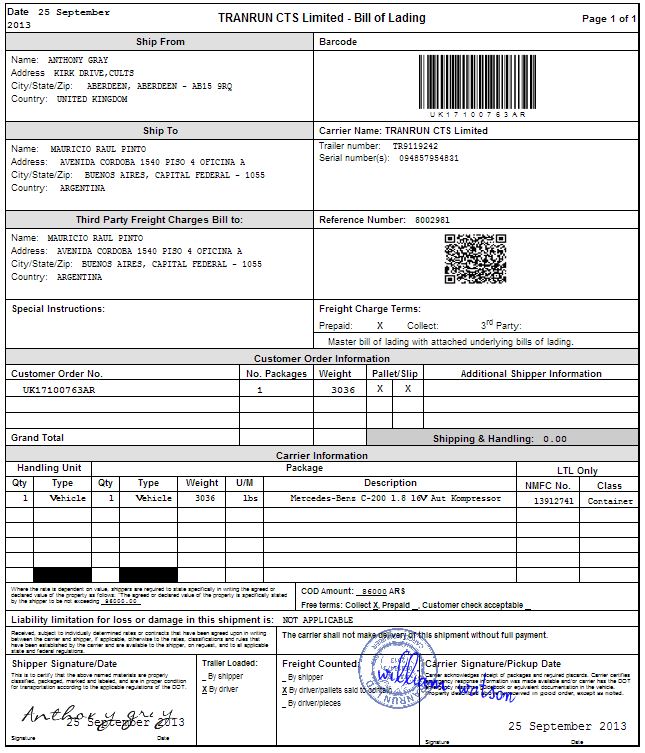 Date 25 September
2013
TRANRUN CTS Limited - Bill of Lading
Page 1 of 1
Ship From
Barcode
Name: ANTHONY GRAY
Address KIRK DRIVE,CULTS
City/State/Zip: ABERDEEN, ABERDEEN - AB15 9RQ
Country: UNITED KINGDOM
UK17100763AR
Ship To
Carrier Name: TRANRUN CTS Limited
Name: MAURICIO RAUL PINTO
Address: AVENIDA CORDOBA 1540 PISO 4 OFICINA A
City/State/Zip: BUENOS AIRES, CAPITAL FEDERAL - 1055
Country: ARGENTINA
Trailer number: TR9119242
Serial number(s): 094857954831
Third Party Freight Charges Bill to:
Reference Number: 8002981
Name: MAURICIO RAUL PINTO
Address: AVENIDA CORDOBA 1540 PISO 4 OFICINA A
City/State/Zip: BUENOS AIRES, CAPITAL FEDERAL - 1055
Country: ARGENTINA
Special Instructions:
Freight Charge Terms:
Prepaid: X Collect: 3rd Party:
Master bill of lading with attached underlying bills of lading.
Customer Order Information
Customer Order No. No. Packages Weight Pallet/Slip Additional Shipper Information
UK17100763AR 1 3036 X X
Grand Total
Shipping & Handling: 0.00
Carrier Information
Handling Unit Package LTL Only
Qty Type Qty Type Weight U/M Description NMFC No. Class
1 Vehicle 1 Vehicle 3036 lbs Mercedes-Benz C-200 1.8 16V Aut Kompressor 13912741 Container
Where the rate is dependent on value, shippers are required to state specifically in writing the agreed or
declared value of the property as follows: The agreed or declared value of the property is specifically stated
by the shipper to be not exceeding
COD Amount: 86000 ARS
Free terms: Collect X Prepaid _ Customer check acceptable _
Liability limitation for loss or damage in this shipment is: NOT APPLICABLE
Received, subject to individually determined rates or contracts that have been agreed upon in writing
between the carrier and shipper, if applicable, otherwise to the rates, classifications and rules that
have been established by the carrier and are available to the shipper, on request, and to all applicable
state and federal regulations.
The carrier shall not make delivery of this shipment without full payment.
Shipper Signature/Date
This is to certify that the above named materials are properly
classified, packaged, marked and labeled, and are in proper condition
for transportation according to the applicable regulations of the DOT.
Anthony gray
25 September 2013
Signature Date
Trailer Loaded:
_ By shipper
X By driver
Freight Counted
_ By shipper
X By driver/pallets said to contain
_ By driver/pieces
TRANRUN
william watson
Carrier Signature/Pickup Date
Carrier acknowledges receipt of packages and required placards. Carrier certifies
emergency response information was made available and/or carrier has the DOT
emergency response guidebook or equivalent documentation in the vehicle.
Property described above is received in good order, except as noted.
25 September 2013
Signature Date